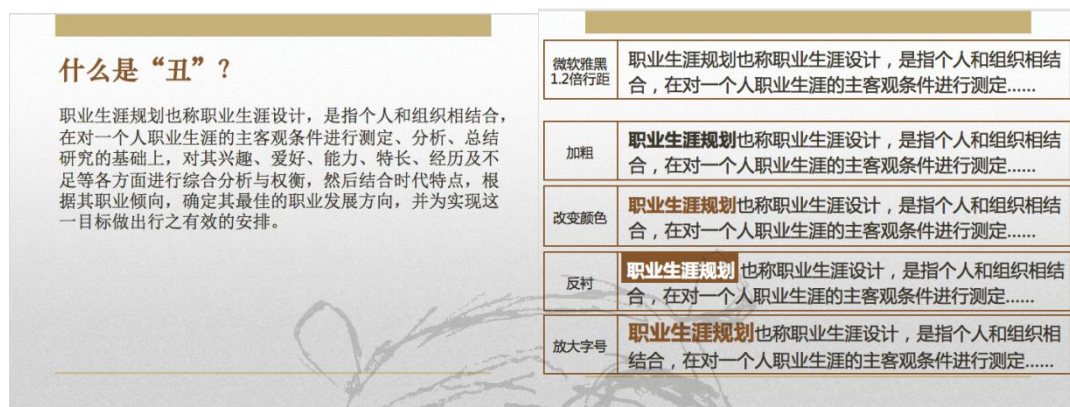 什么是“丑”？
职业生涯规划也称职业生涯设计，是指个人和组织相结合，
在对一个人职业生涯的主客观条件进行测定、分析、总结
研究的基础上，对其兴趣、爱好、能力、特长、经历及不
足等各方面进行综合分析与权衡，然后结合时代特点，根
据其职业倾向，确定其最佳的职业发展方向，并为实现这
一目标做出行之有效的安排。
微软雅黑
1.2倍行距
职业生涯规划也称职业生涯设计，是指个人和组织相结
合，在对一个人职业生涯的主客观条件进行测定......
加粗
职业生涯规划也称职业生涯设计，是指个人和组织相结
合，在对一个人职业生涯的主客观条件进行测定......
改变颜色
职业生涯规划也称职业生涯设计，是指个人和组织相结
合，在对一个人职业生涯的主客观条件进行测定......
反衬
职业生涯规划也称职业生涯设计，是指个人和组织相结
合，在对一个人职业生涯的主客观条件进行测定......
放大字号
职业生涯规划也称职业生涯设计，是指个人和组织相
结合，在对一个人职业生涯的主客观条件进行测定......